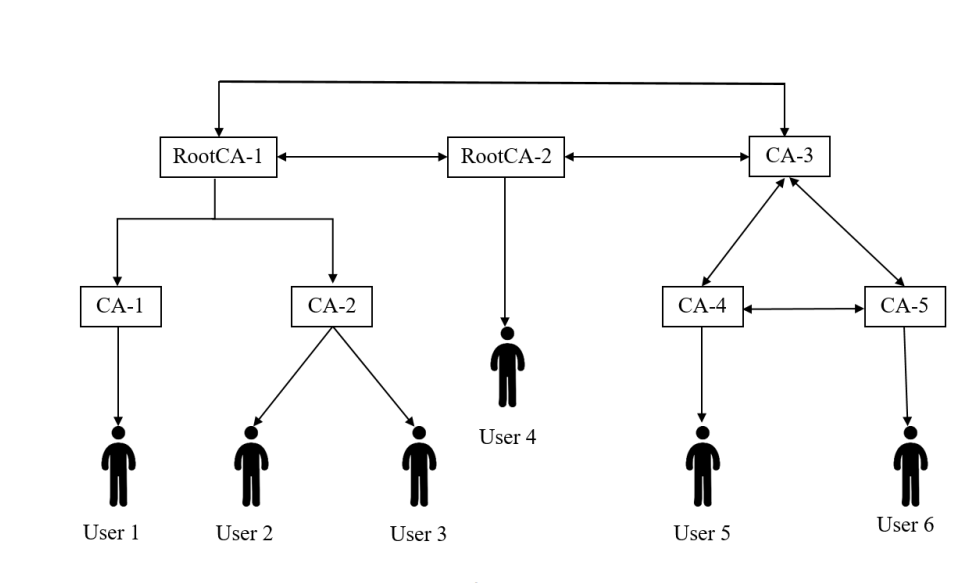 RootCA-1
RootCA-2
CA-3
CA-1
CA-2
CA-4
CA-5
User 4
User 1
User 2
User 3
User 5
User 6